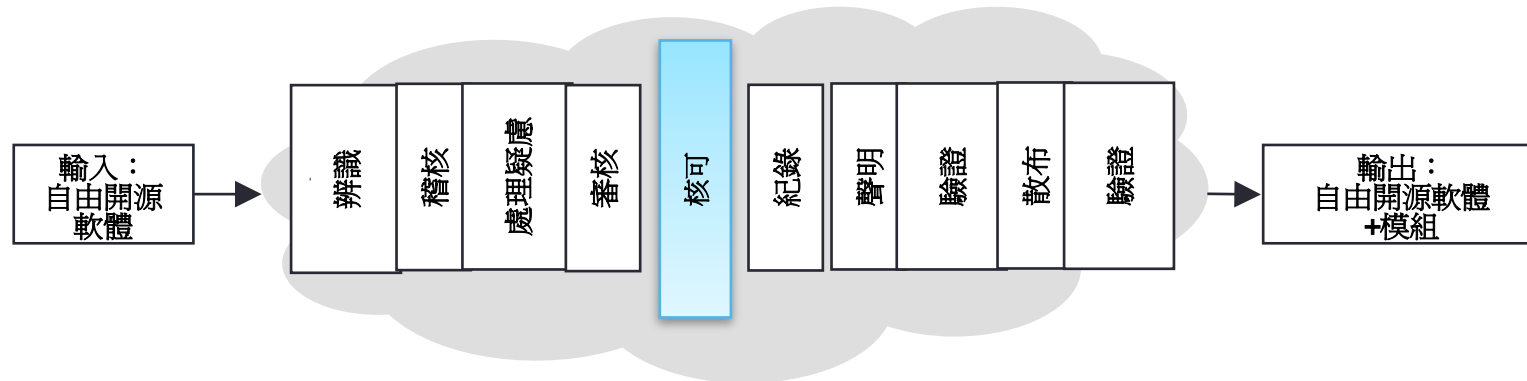 輸入：
自由開源
軟體
辨識
稽核
處理疑慮
審核
核可
紀錄
聲明
驗證
散布
驗證
輸出：
自由開源軟體
+模組